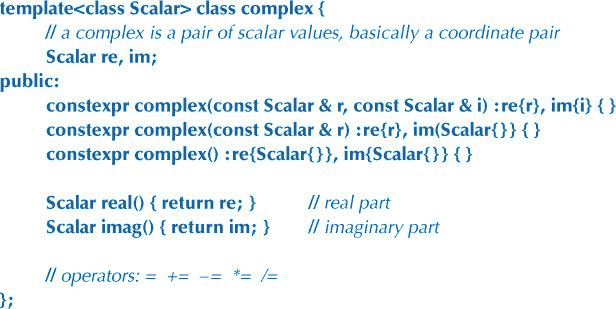 template<class Scalar> class complex {
// a complex is a pair of scalar values, basically a coordinate pair
Scalar re, im;
public:
constexpr complex(const Scalar & r, const Scalar & i) :re{r}, im{i} { }
constexpr complex(const Scalar & r) :re{r}, im(Scalar{}} { }
constexpr complex() :re{Scalar{}}, im{Scalar{}} { }
Scalar real() { return re; } // real part
Scalar imag() { return im; } // imaginary part
// operators: = += –= *= /=
};